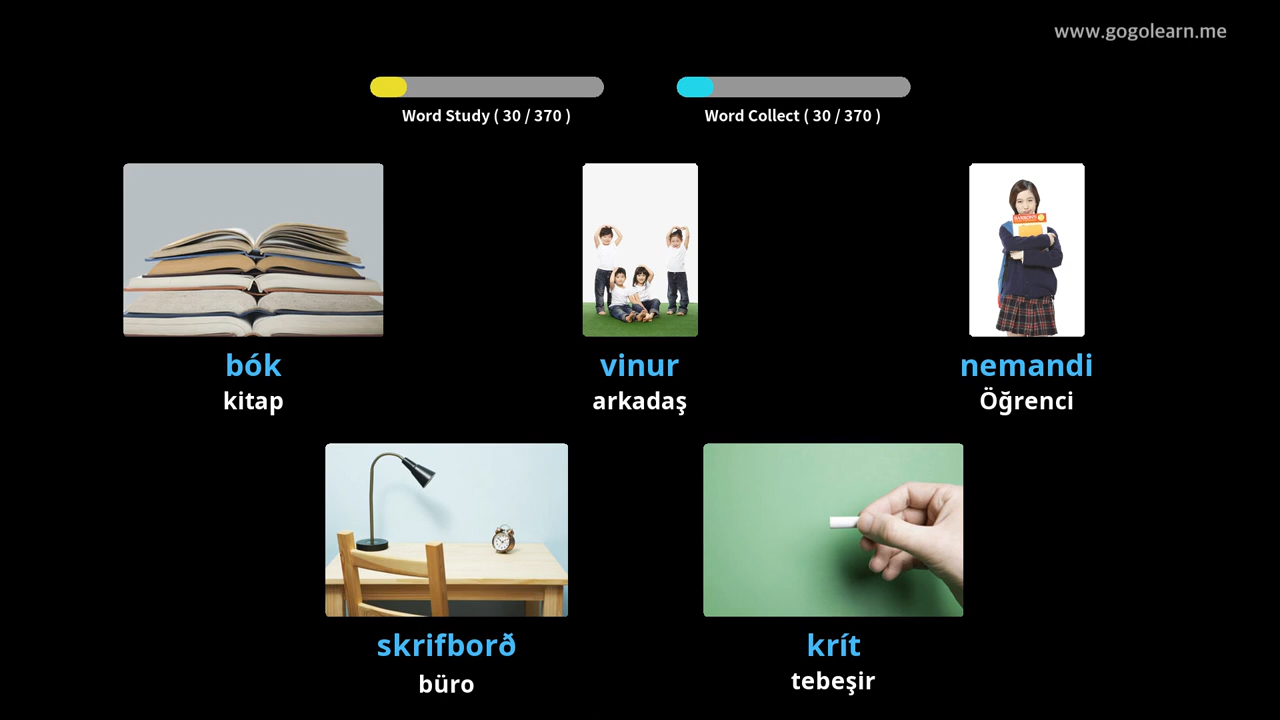 www.gogolearn.me
Word Study ( 30 / 370 )
Word Collect ( 30 / 370 )
bók
kitap
vinur
arkadaş
nemandi
Öğrenci
skrifborð
büro
krít
tebeşir